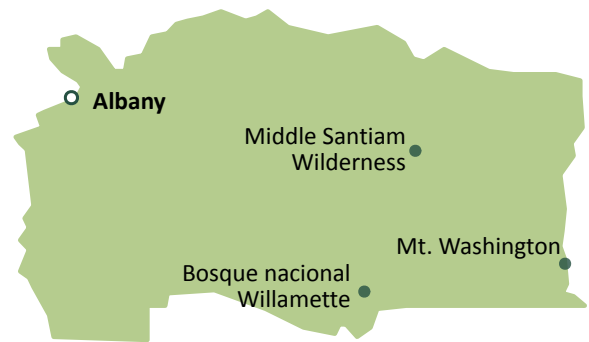 Albany
Middle Santiam
Wilderness
Mt. Washington
Bosque nacional
Willamette